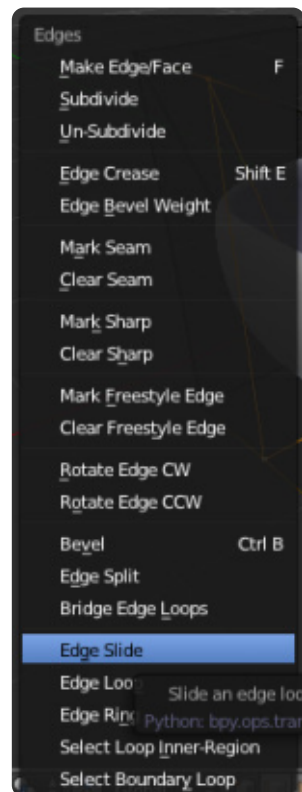 Edges
Make Edge/Face F
Subdivide
Un-Subdivide
Edge Crease Shift E
Edge Bevel Weight
Mark Seam
Clear Seam
Mark Sharp
Clear Sharp
Mark Freestyle Edge
Clear Freestyle Edge
Rotate Edge CW
Rotate Edge CCW
Bevel Ctrl B
Edge Split
Bridge Edge Loops
Edge Slide
Edge Loop
Slide an edge loo
Edge Ring
Python: bpy.ops.tran
Select Loop Inner-Region
Select Boundary Loop